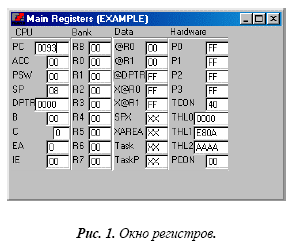 Main Registers (EXAMPLE)
CPU Bank Data Hardware
PC 0093 R0 00 @R0 00 P0 FF
ACC 00 R0 00 @R1 00 P1 FF
PSW 00 R1 00 @DPTR FF P2 FF
SP 08 R2 00 X@R0 FF P3 FF
DPTR 0000 R3 00 X@R1 FF TCON 40
B 00 R4 00 SPX XX THL0 0000
C 0 R5 00 XAREA XX THL1 E80A
EA 0 R6 00 Task XX THL2 AAAA
IE 00 R7 00 TaskP XX PCON 00
Рис. 1. Окно регистров.